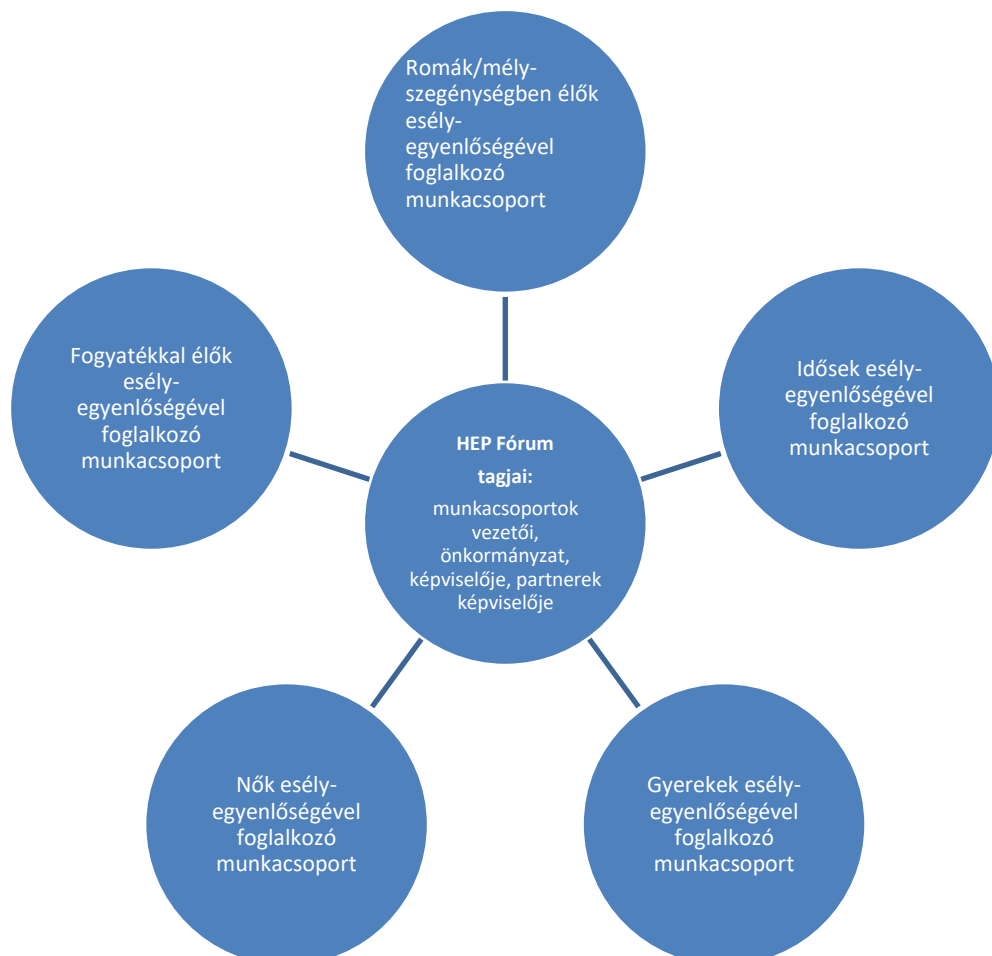 Romák/mély-
szegénységben élők
esély-
egyenlőségével
foglalkozó
munkacsoport
Fogyatékkal élők
esély-
egyenlőségével
foglalkozó
munkacsoport
Idősek esély-
egyenlőségével
foglalkozó
munkacsoport
HEP Fórum
tagjai:
munkacsoportok
vezetői,
önkormányzat,
képviselője, partnerek
képviselője
Nők esély-
egyenlőségével
foglalkozó
munkacsoport
Gyerekek esély-
egyenlőségével
foglalkozó
munkacsoport